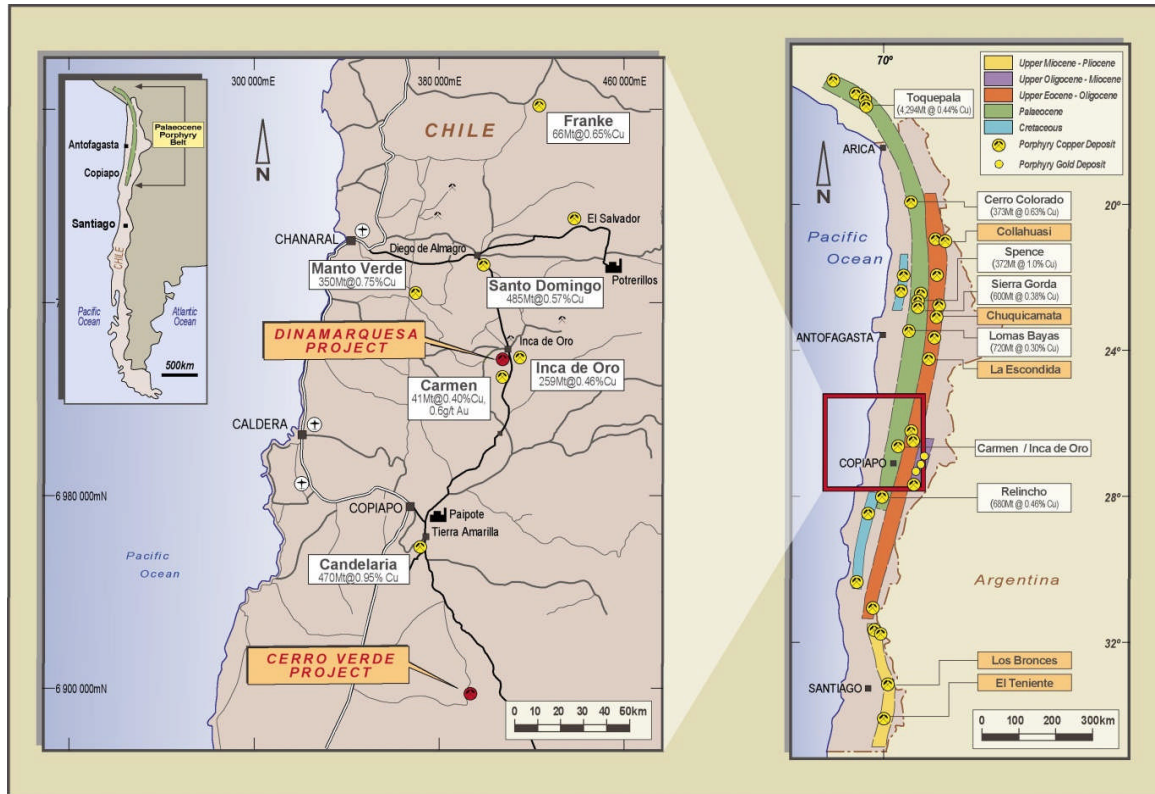 Antofagasta
Copiapo
Santiago
CHILE
Pacific
Ocean
Atlantic
Ocean
500km
Palaeocene
Porphyry
Belt
300 000mE
380 000mE
460 000mE
N
CHILE
Franke
66Mt@0.65%Cu
El Salvador
CHANARAL
Diego de Almagro
Potrerillos
Manto Verde
350Mt@0.75%Cu
Santo Domingo
485Mt@0.57%Cu
DINAMARQUESA
PROJECT
Inca de Oro
Inca de Oro
259Mt@0.46%Cu
Carmen
41Mt@0.40%Cu,
0.6g/t Au
CALDERA
6 980 000mN
COPIAPO
Paipote
Tierra Amarilla
Pacific
Ocean
Candelaria
470Mt@0.95% Cu
CERRO VERDE
PROJECT
6 900 000mN
0 10 20 30 40 50km
70°
Upper Miocene - Pliocene
Upper Oligocene - Miocene
Upper Eocene - Oligocene
Palaeocene
Cretaceous
Porphyry Copper Deposit
Porphyry Gold Deposit
Toquepala
(4,294Mt @ 0.44% Cu)
ARICA
N
Cerro Colorado
(373Mt @ 0.63% Cu)
20°
Pacific
Ocean
Collahuasi
Spence
(372Mt @ 1.0% Cu)
Sierra Gorda
(600Mt @ 0.38% Cu)
Chuquicamata
ANTOFAGASTA
Lomas Bayas
(720Mt @ 0.30% Cu)
24°
La Escondida
Carmen / Inca de Oro
COPIAPO
Relincho
(680Mt @ 0.46% Cu)
28°
Argentina
32°
Los Bronces
SANTIAGO
El Teniente
0 100 200 300km